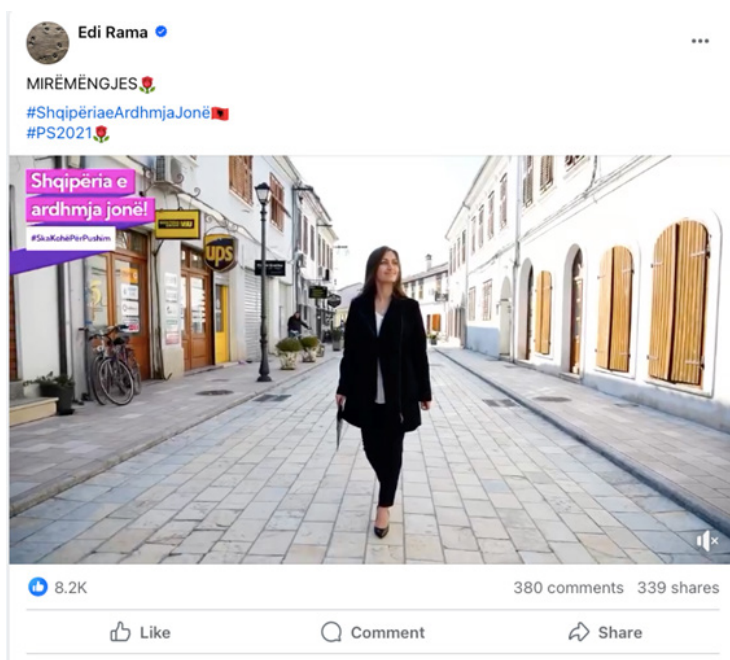 Edi Rama
MIRËMËNGJES🌹
#ShqipëriaeArdhmjaJonë🇦🇱
#PS2021🌹
Shqipëria e
ardhmja jonë!
#SkaKohëPërPushim
ups
8.2K
380 comments 339 shares
Like
Comment
Share